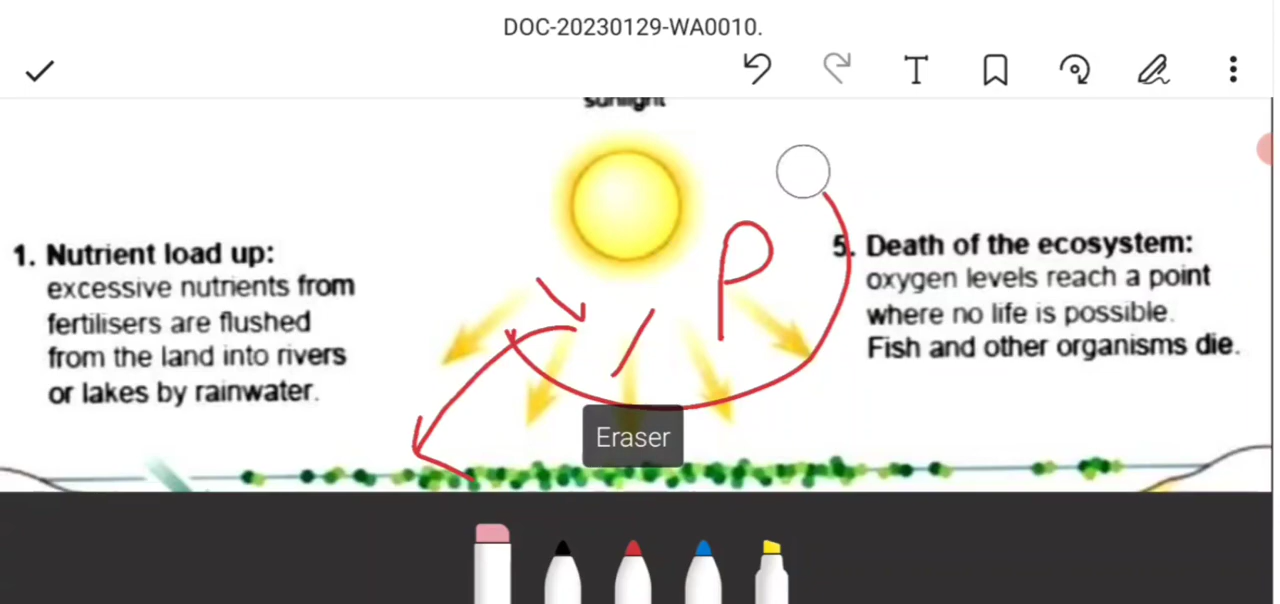 DOC-20230129-WA0010.
T
sunlight
1. Nutrient load up:
excessive nutrients from
fertilisers are flushed
from the land into rivers
or lakes by rainwater.
P
5. Death of the ecosystem:
oxygen levels reach a point
where no life is possible.
Fish and other organisms die.
Eraser